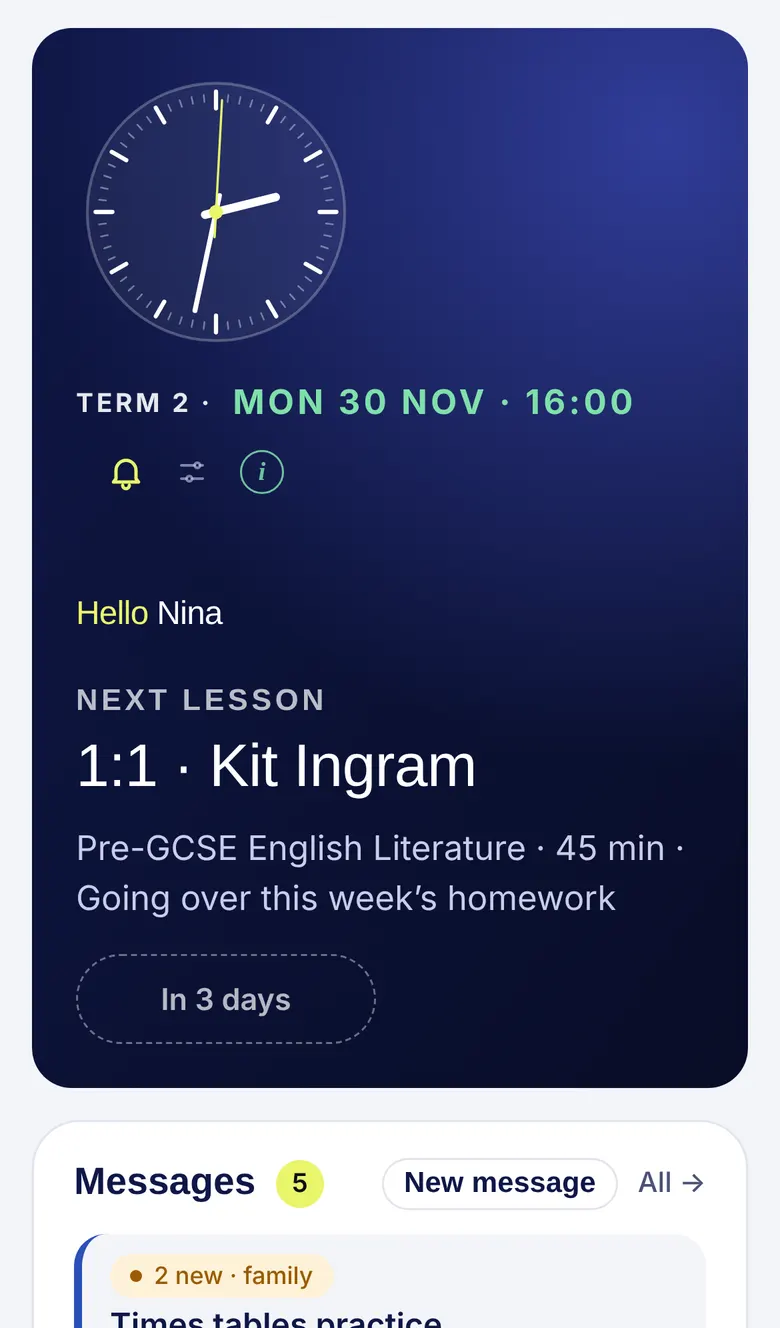 TERM 2 · MON 30 NOV · 16:00
i
Hello Nina
NEXT LESSON
1:1 · Kit Ingram
Pre-GCSE English Literature · 45 min ·
Going over this week’s homework
In 3 days
Messages 5 New message All →
2 new · family
Times tables practice